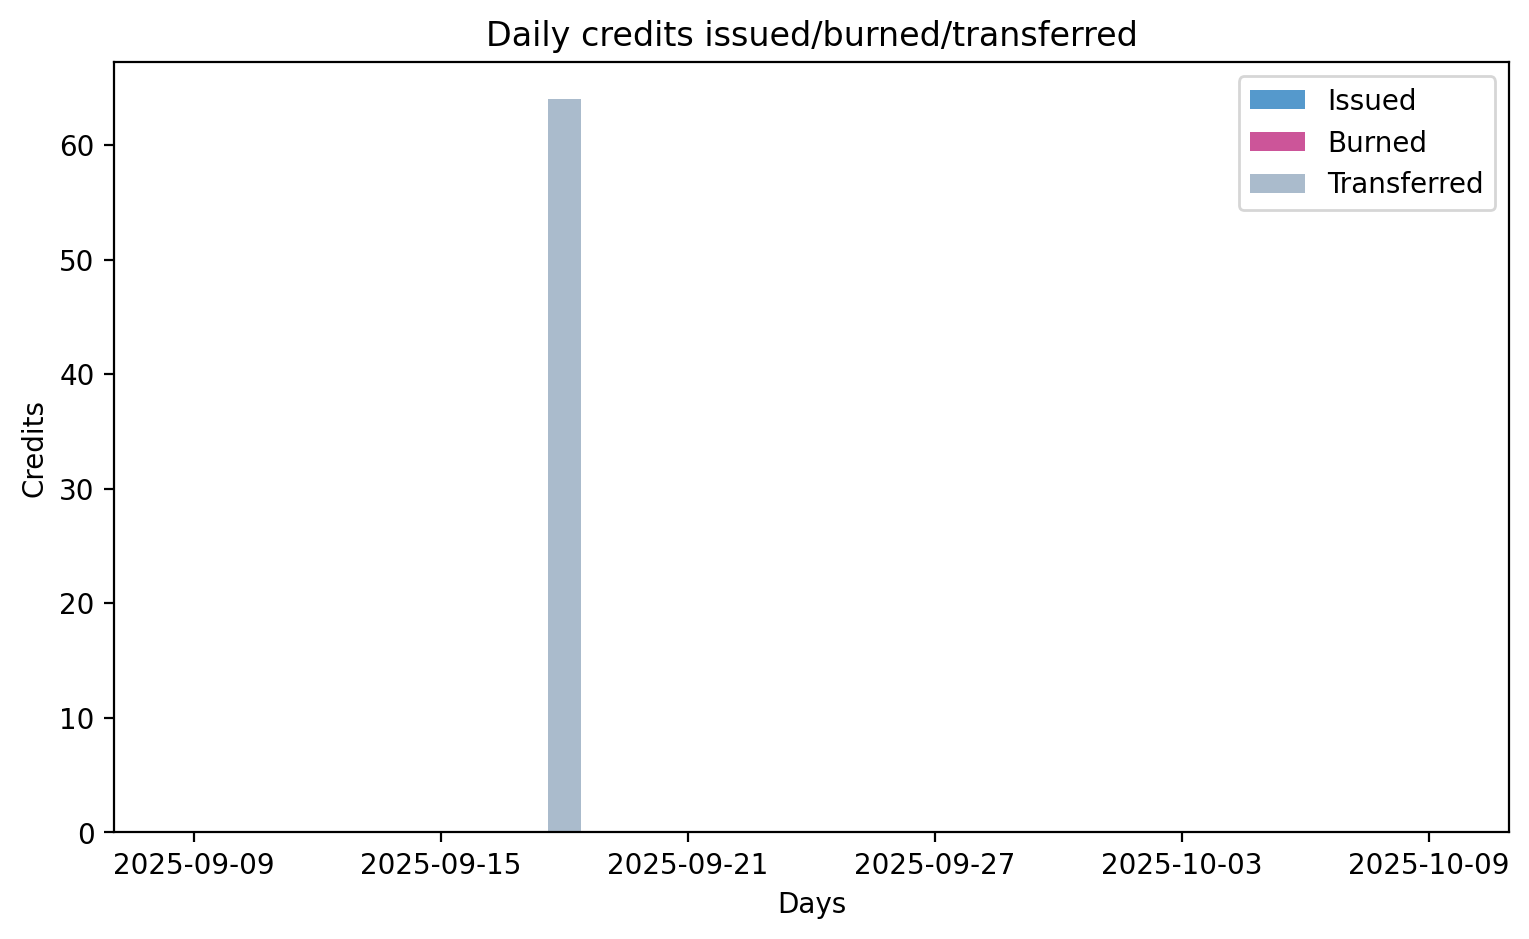 Daily credits issued/burned/transferred
Issued
Burned
Transferred
60
50
40
30
20
10
0
Credits
2025-09-09 2025-09-15 2025-09-21 2025-09-27 2025-10-03 2025-10-09
Days